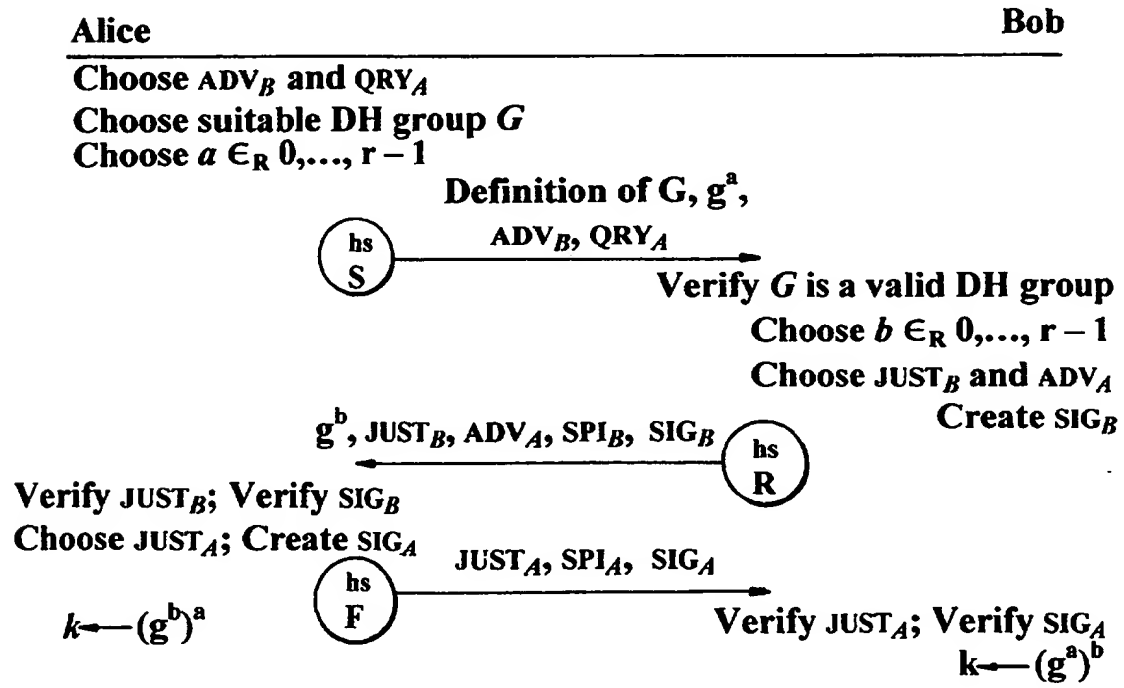 Alice
Bob
Choose ADV_B and QRY_A
Choose suitable DH group G
Choose a ∈_R 0,..., r – 1
Definition of G, g^a,
ADV_B, QRY_A
hs
S
Verify G is a valid DH group
Choose b ∈_R 0,..., r – 1
Choose JUST_B and ADV_A
Create SIG_B
g^b, JUST_B, ADV_A, SPI_B, SIG_B
hs
R
Verify JUST_B; Verify SIG_B
Choose JUST_A; Create SIG_A
JUST_A, SPI_A, SIG_A
hs
F
k ← (g^b)^a
Verify JUST_A; Verify SIG_A
k ← (g^a)^b